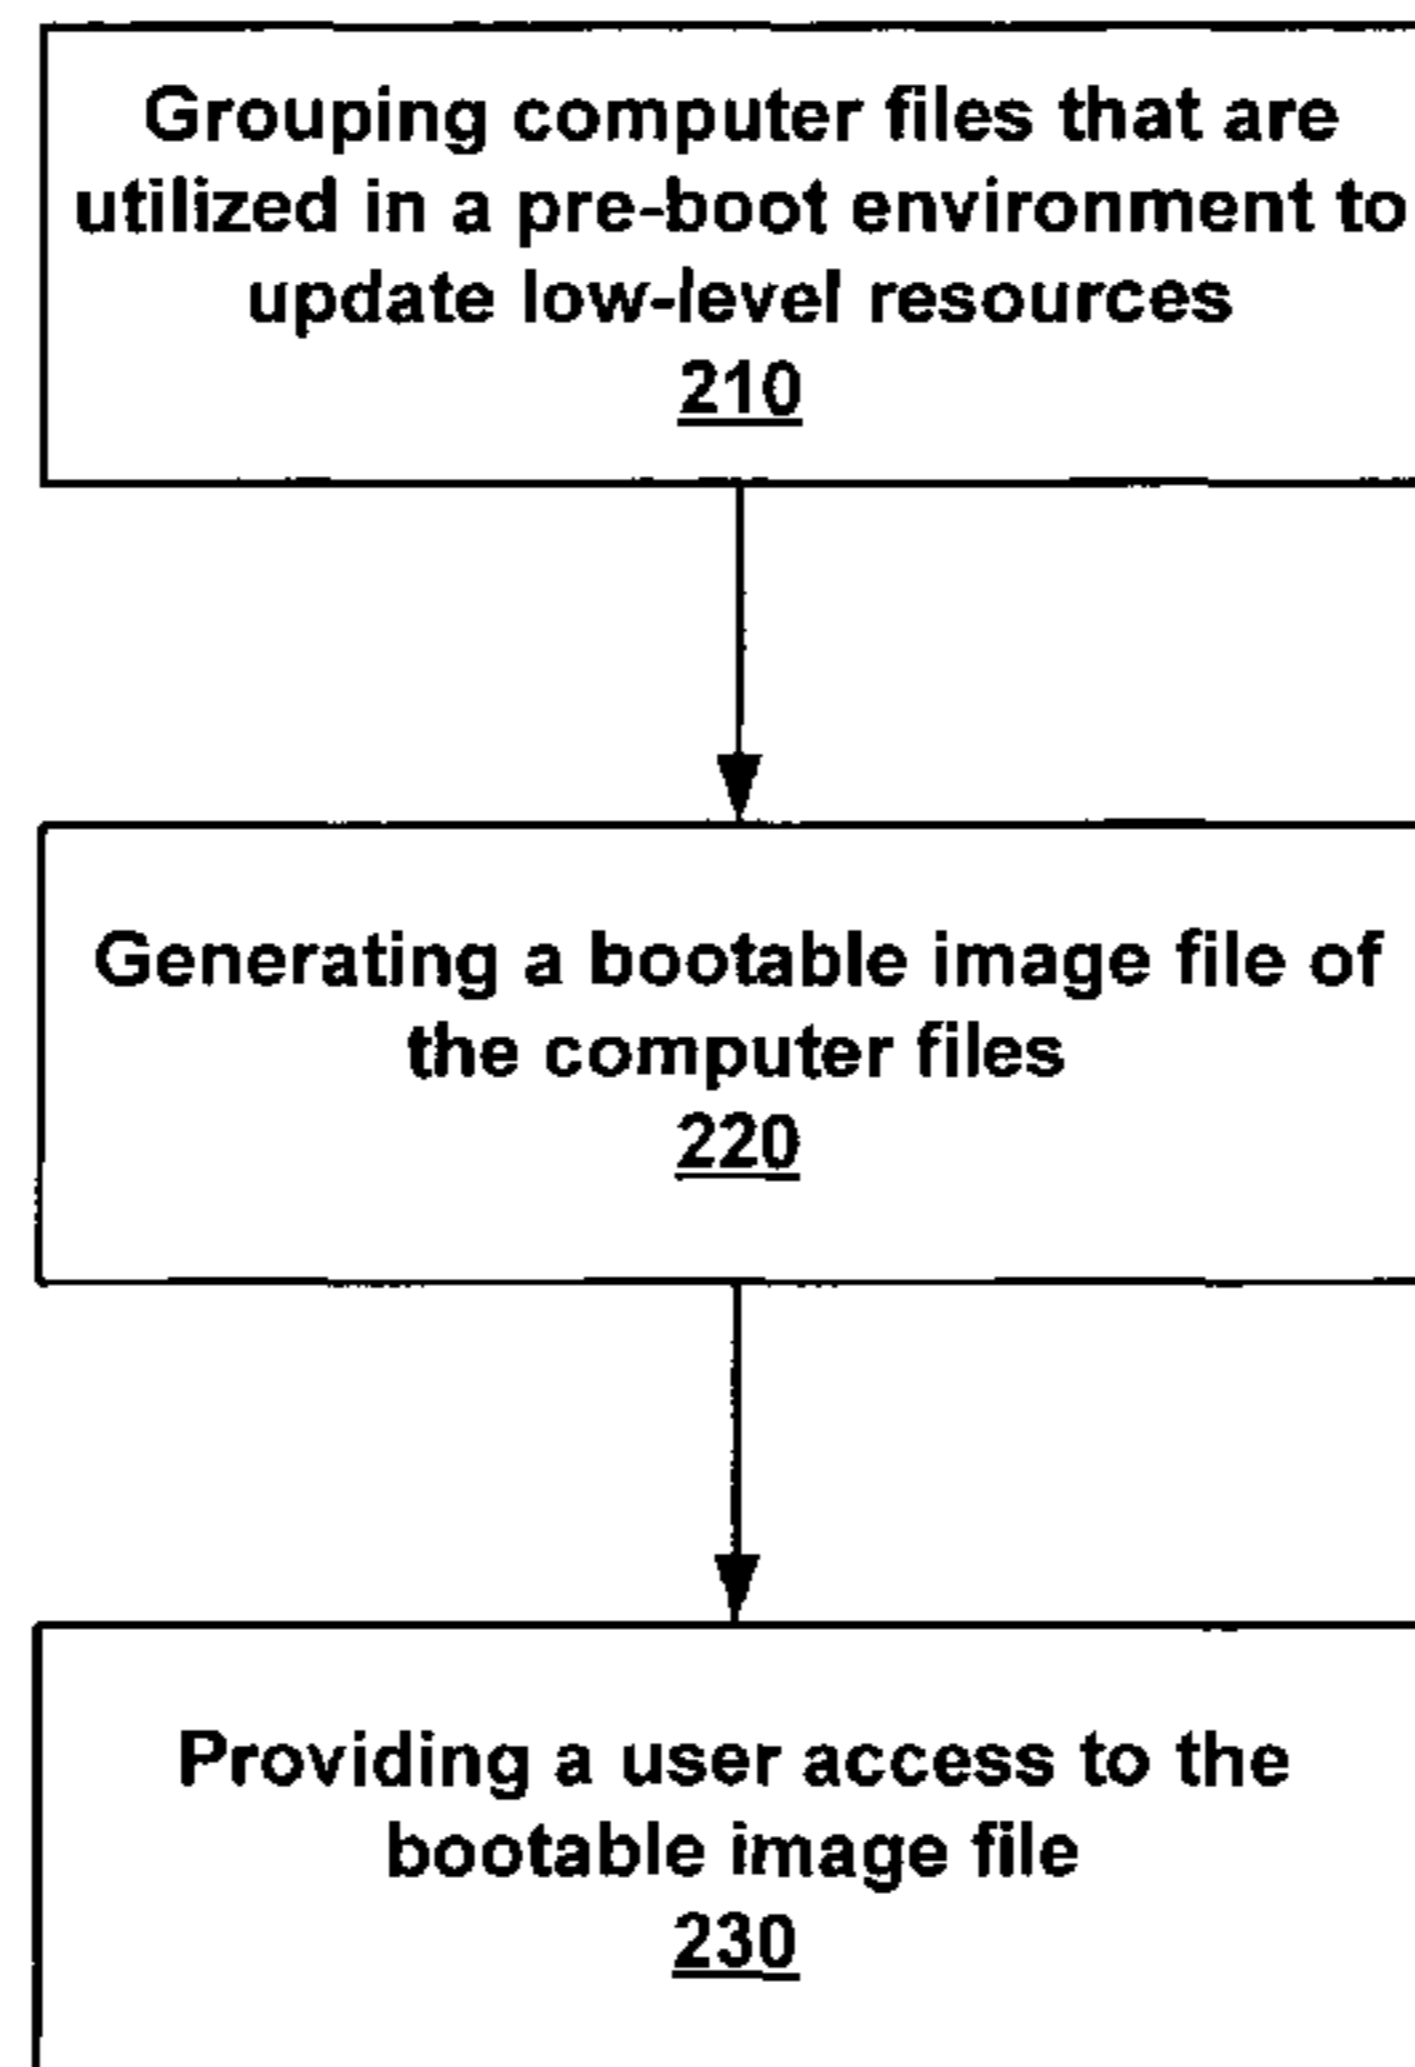 Grouping computer files that are
utilized in a pre-boot environment to
update low-level resources
210
Generating a bootable image file of
the computer files
220
Providing a user access to the
bootable image file
230